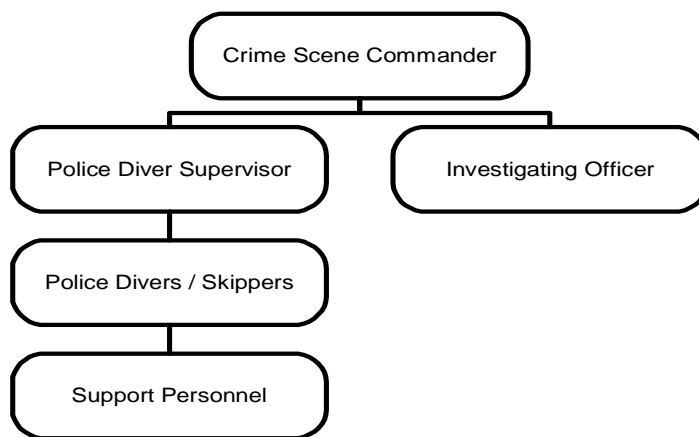 Crime Scene Commander
Police Diver Supervisor
Investigating Officer
Police Divers / Skippers
Support Personnel